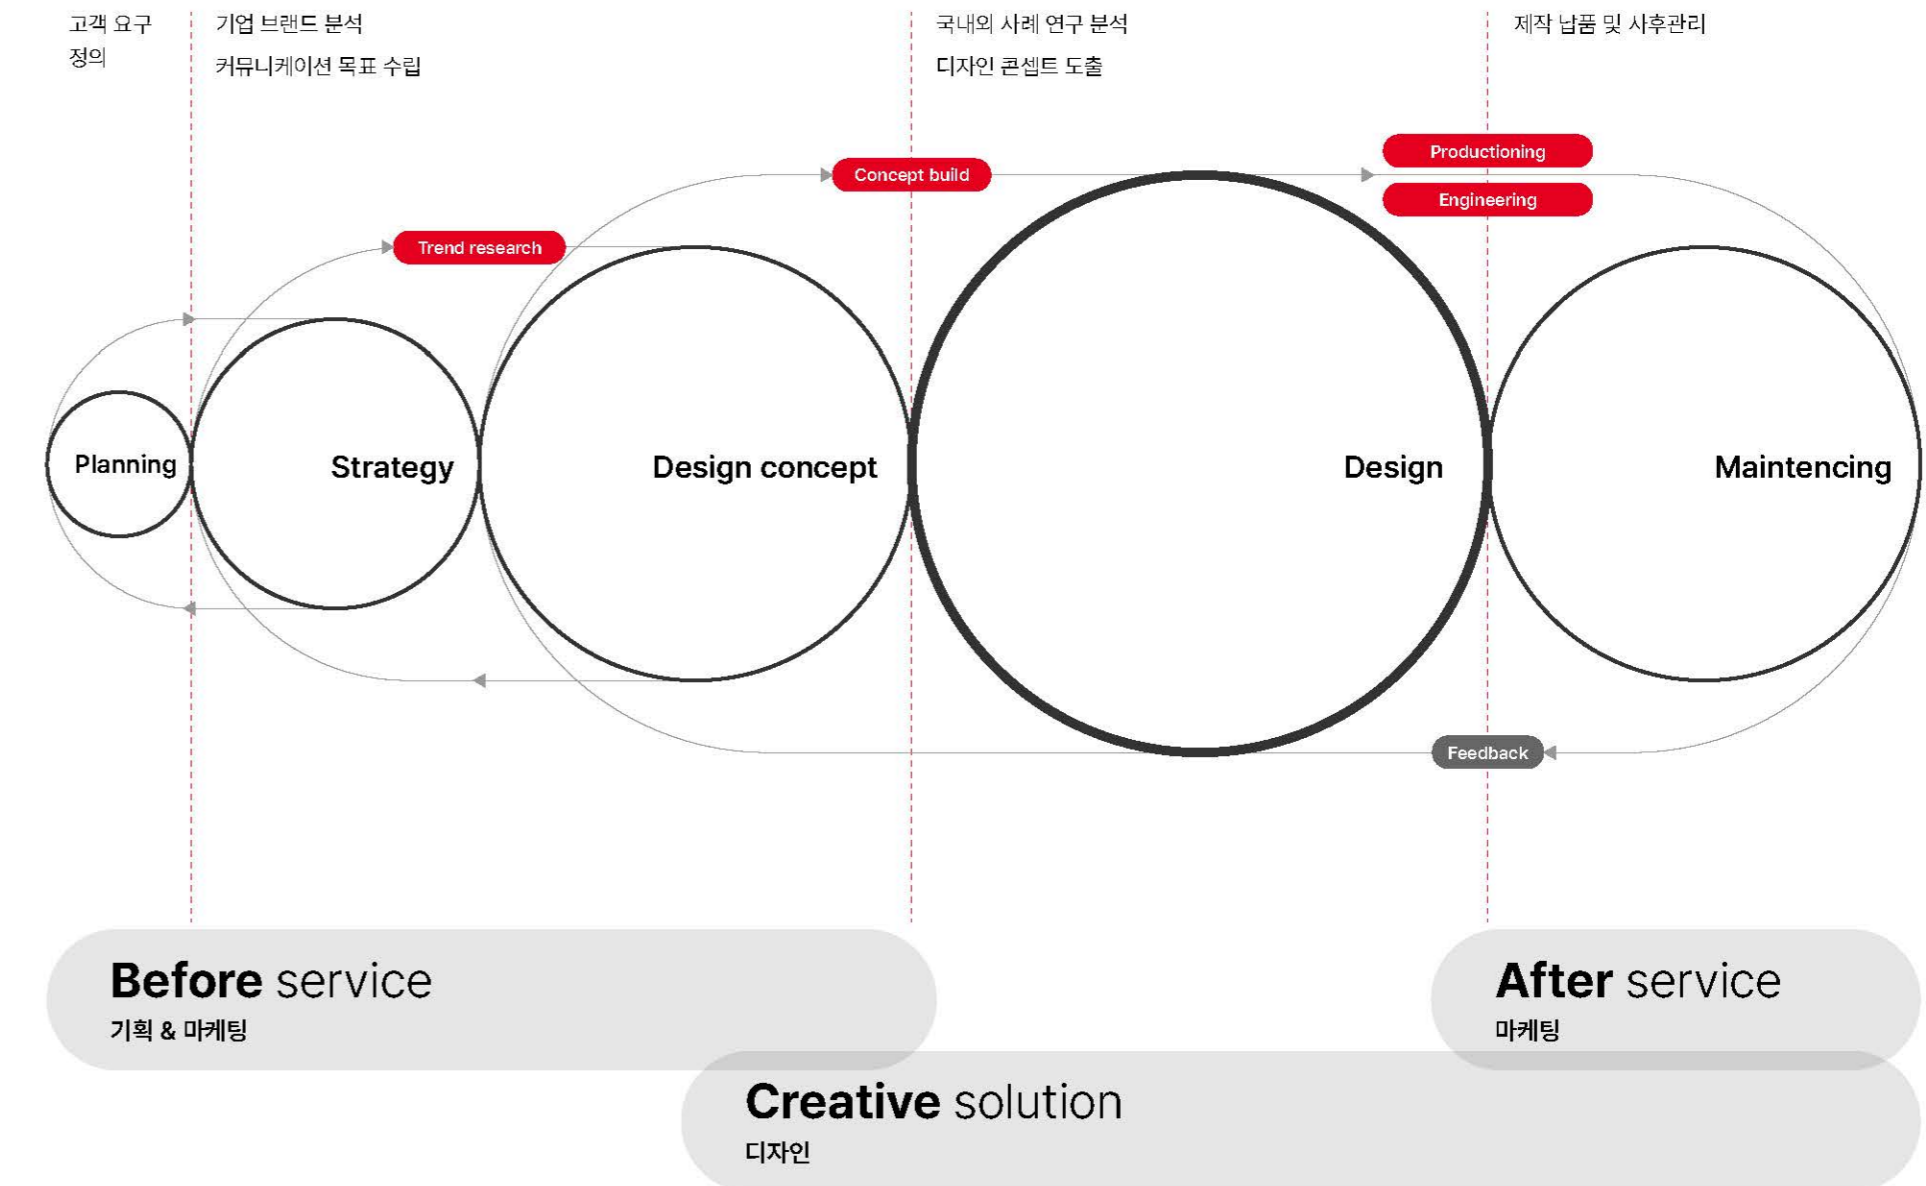 고객 요구
정의
기업 브랜드 분석
커뮤니케이션 목표 수립
국내외 사례 연구 분석
디자인 콘셉트 도출
제작 납품 및 사후관리
Productioning
Concept build
Engineering
Trend research
Planning
Strategy
Design concept
Design
Maintencing
Feedback
Before service
기획 & 마케팅
After service
마케팅
Creative solution
디자인